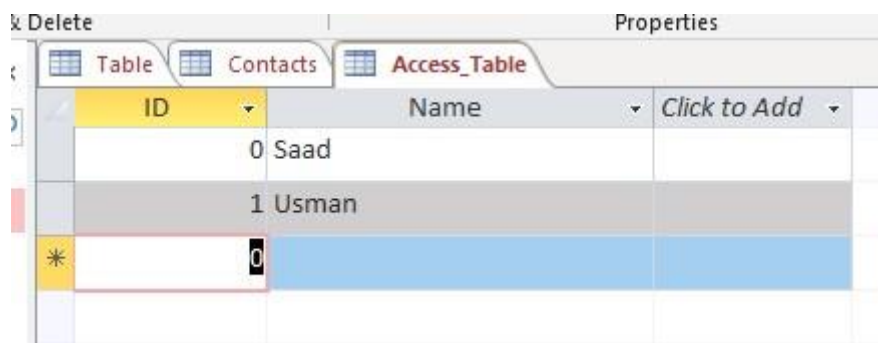 & Delete Properties
Table Contacts Access_Table
ID Name Click to Add
0 Saad
1 Usman
0